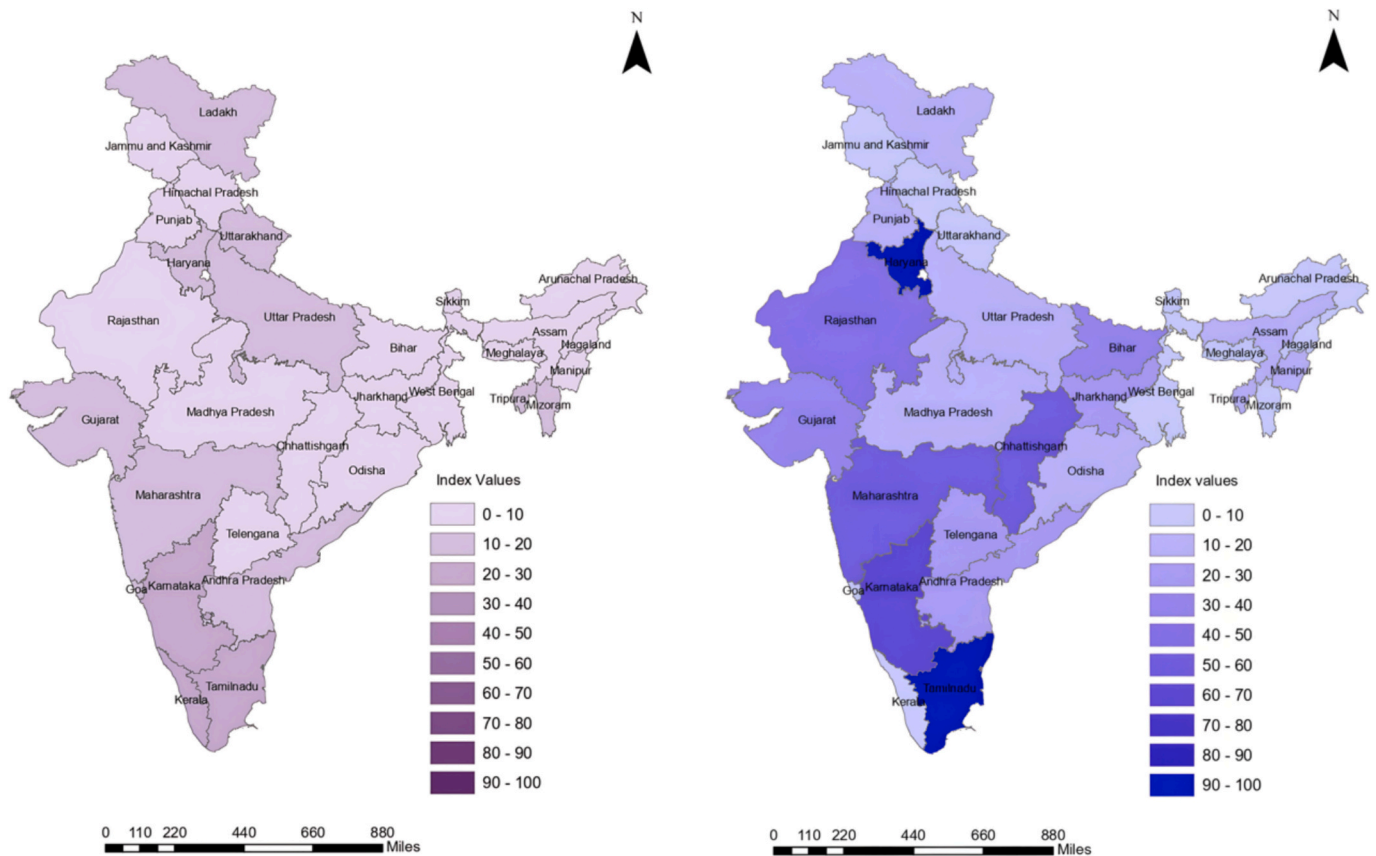 N
Ladakh
Jammu and Kashmir
Himachal Pradesh
Punjab
Uttarakhand
Haryana
Arunachal Pradesh
Sikkim
Rajasthan
Uttar Pradesh
Assam
Bihar
Meghalaya
Nagaland
Manipur
West Bengal
Jharkhand
Tripura
Mizoram
Gujarat
Madhya Pradesh
Chhattishgarh
Odisha
Maharashtra
Telengana
Goa
Karnataka
Andhra Pradesh
Tamilnadu
Kerala
Index Values
0 - 10
10 - 20
20 - 30
30 - 40
40 - 50
50 - 60
60 - 70
70 - 80
80 - 90
90 - 100
0 110 220 440 660 880
Miles
N
Ladakh
Jammu and Kashmir
Himachal Pradesh
Punjab
Uttarakhand
Haryana
Arunachal Pradesh
Sikkim
Rajasthan
Uttar Pradesh
Assam
Bihar
Meghalaya
Nagaland
Manipur
West Bengal
Jharkhand
Tripura
Mizoram
Gujarat
Madhya Pradesh
Chhattishgarh
Odisha
Maharashtra
Telengana
Goa
Karnataka
Andhra Pradesh
Tamilnadu
Kerala
Index values
0 - 10
10 - 20
20 - 30
30 - 40
40 - 50
50 - 60
60 - 70
70 - 80
80 - 90
90 - 100
0 110 220 440 660 880
Miles